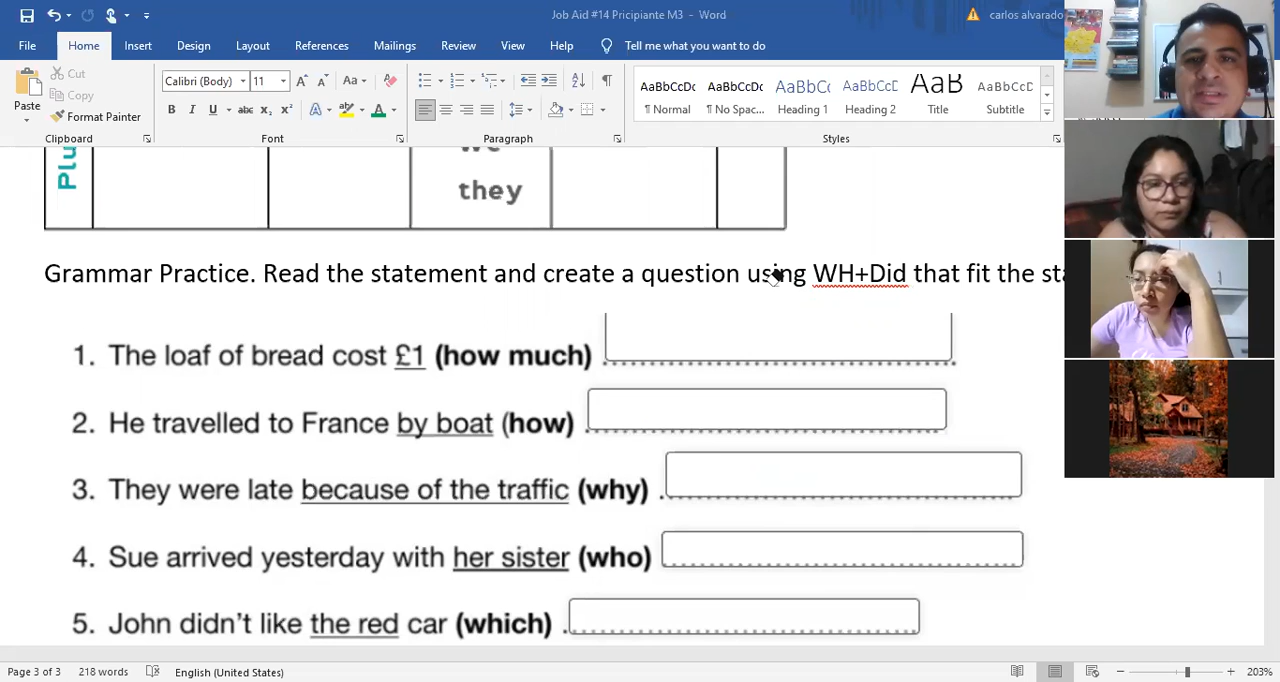 Job Aid #14 Pricipiante M3 - Word
carlos alvarado
File Home Insert Design Layout References Mailings Review View Help Tell me what you want to do
Paste
Cut
Copy
Format Painter
Calibri (Body) 11
Clipboard Font Paragraph Styles
AaBbCcDc AaBbCcDc AaBbCc AaBbCcD AaB AaBbCcD
¶ Normal ¶ No Spac... Heading 1 Heading 2 Title Subtitle
Plu
we
they
Grammar Practice. Read the statement and create a question using WH+Did that fit the sta
1. The loaf of bread cost £1 (how much)
2. He travelled to France by boat (how)
3. They were late because of the traffic (why)
4. Sue arrived yesterday with her sister (who)
5. John didn't like the red car (which)
Page 3 of 3 218 words English (United States) 203%